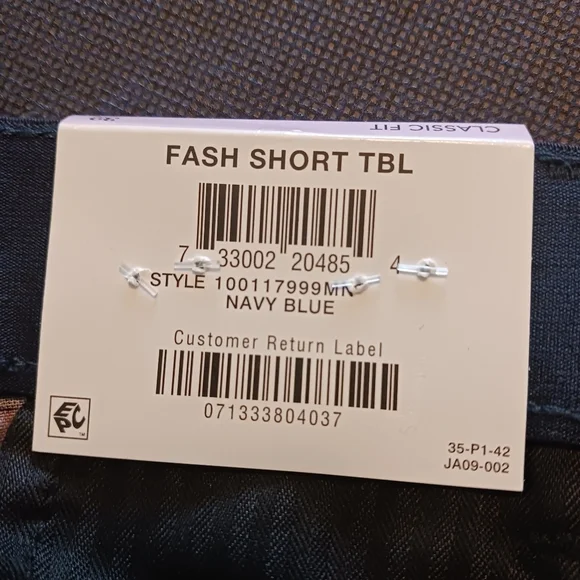 CLASSIC FIT
FASH SHORT TBL
7 33002 20485 4
STYLE 100117999MN
NAVY BLUE
Customer Return Label
071333804037
EPC
35-P1-42
JA09-002